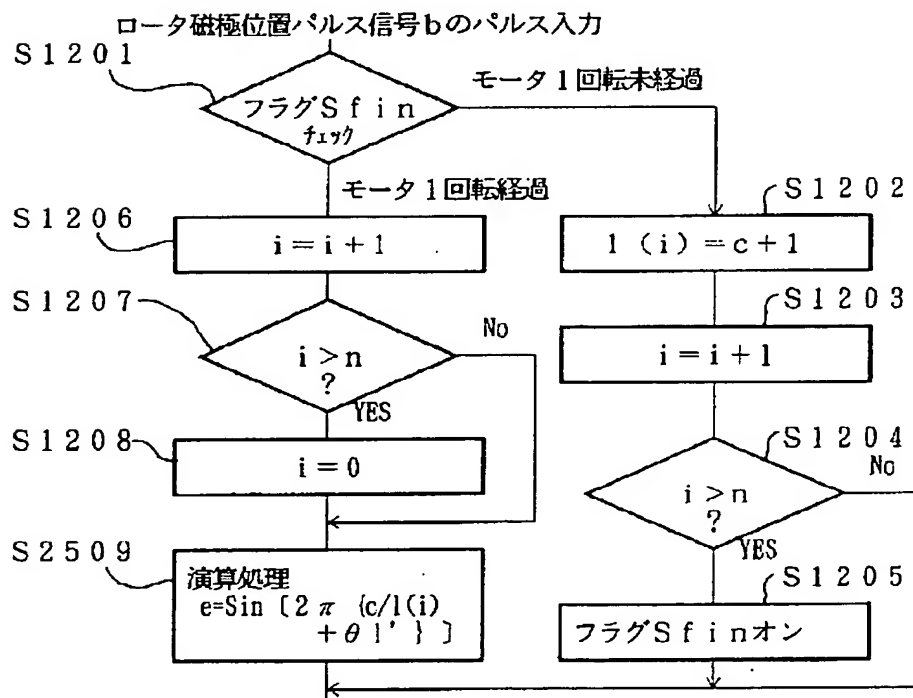 ロータ磁極位置パルス信号bのパルス入力
S1201
フラグSfin
チェック
モータ1回転未経過
モータ1回転経過
S1206
i=i+1
S1207
i>n
?
No
YES
S1208
i=0
S2509
演算処理
e=Sin〔2π{c/l(i)
+θl'}〕
S1202
l(i)=c+1
S1203
i=i+1
S1204
i>n
?
No
YES
S1205
フラグSfinオン